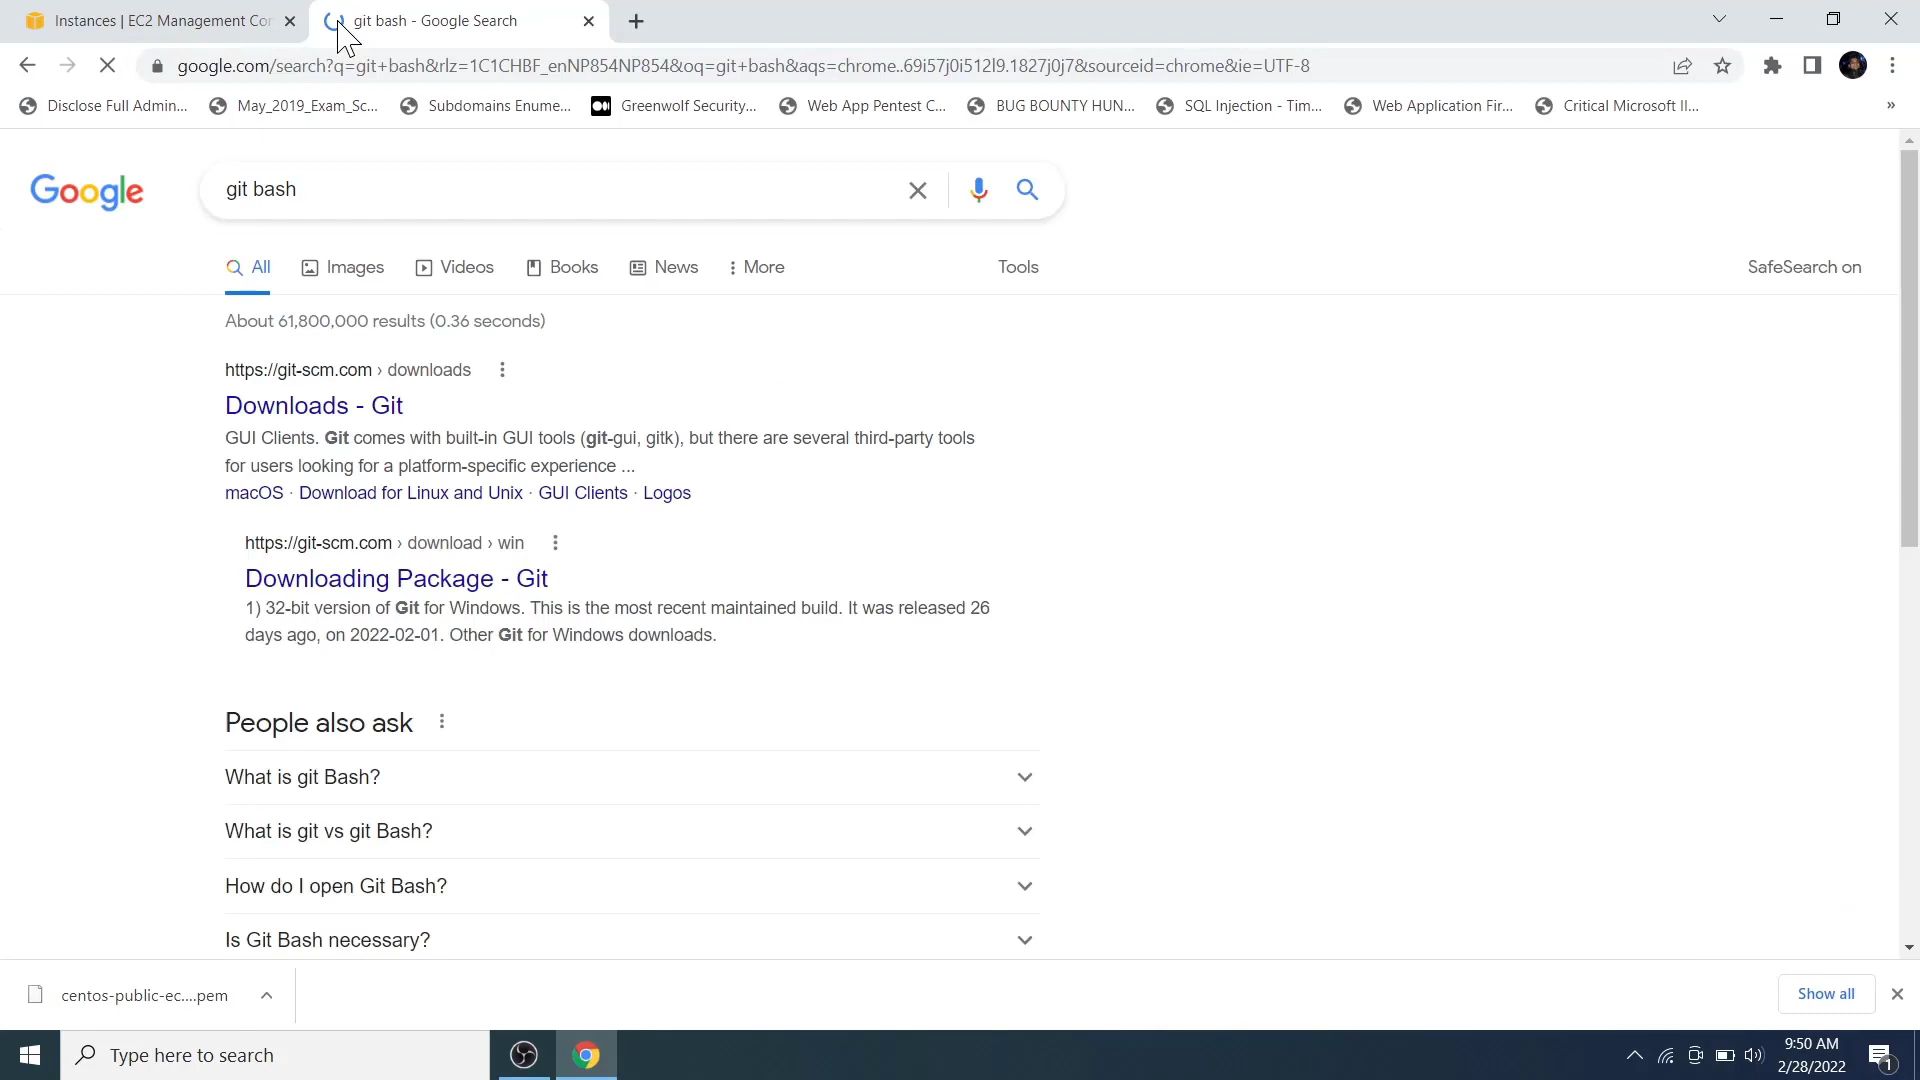 Instances | EC2 Management Con
git bash - Google Search
google.com/search?q=git+bash&rlz=1C1CHBF_enNP854NP854&oq=git+bash&aqs=chrome..69i57j0i512l9.1827j0j7&sourceid=chrome&ie=UTF-8
Disclose Full Admin... May_2019_Exam_Sc... Subdomains Enume... Greenwolf Security,... Web App Pentest C... BUG BOUNTY HUN... SQL Injection - Tim... Web Application Fir... Critical Microsoft II... »
Google
git bash
All Images Videos Books News More Tools SafeSearch on
About 61,800,000 results (0.36 seconds)
https://git-scm.com › downloads
Downloads - Git
GUI Clients. Git comes with built-in GUI tools (git-gui, gitk), but there are several third-party tools
for users looking for a platform-specific experience ...
macOS · Download for Linux and Unix · GUI Clients · Logos
https://git-scm.com › download › win
Downloading Package - Git
1) 32-bit version of Git for Windows. This is the most recent maintained build. It was released 26
days ago, on 2022-02-01. Other Git for Windows downloads.
People also ask
What is git Bash?
What is git vs git Bash?
How do I open Git Bash?
Is Git Bash necessary?
centos-public-ec....pem
Show all
Type here to search
9:50 AM
2/28/2022
1